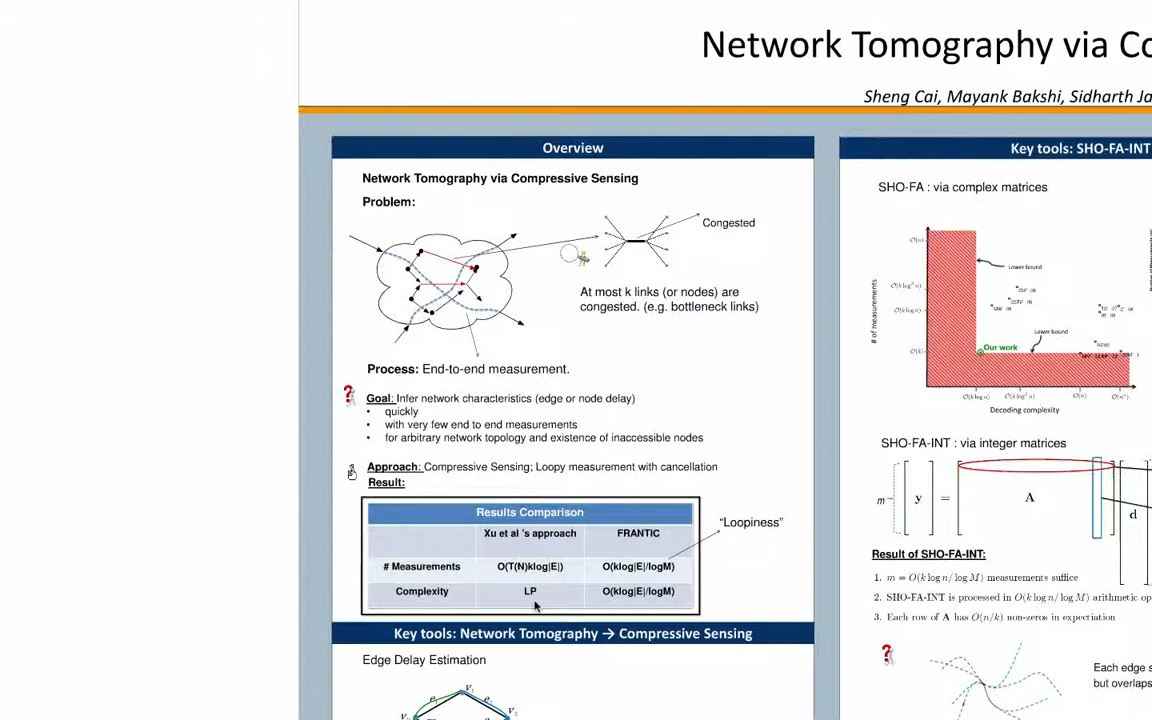 Network Tomography via Co
Sheng Cai, Mayank Bakshi, Sidharth Ja
Overview
Network Tomography via Compressive Sensing
Problem:
Congested
At most k links (or nodes) are
congested. (e.g. bottleneck links)
Process: End-to-end measurement.
Goal: Infer network characteristics (edge or node delay)
• quickly
• with very few end to end measurements
• for arbitrary network topology and existence of inaccessible nodes
Approach: Compressive Sensing; Loopy measurement with cancellation
Result:
Results Comparison
Xu et al 's approach FRANTIC
# Measurements O(T(N)klog|E|) O(klog|E|/logM)
Complexity LP O(klog|E|/logM)
“Loopiness”
Key tools: Network Tomography → Compressive Sensing
Edge Delay Estimation
Key tools: SHO-FA-INT
SHO-FA : via complex matrices
# of measurements
Lower bound
Lower bound
Our work
O(k log n)
O(n)
Decoding complexity
SHO-FA-INT : via integer matrices
m y = A d
Result of SHO-FA-INT:
1. m = O(k log n/ log M) measurements suffice
2. SHO-FA-INT is processed in O(k log n/ log M) arithmetic op
3. Each row of A has O(n/k) non-zeros in expectation
Each edge s
but overlaps